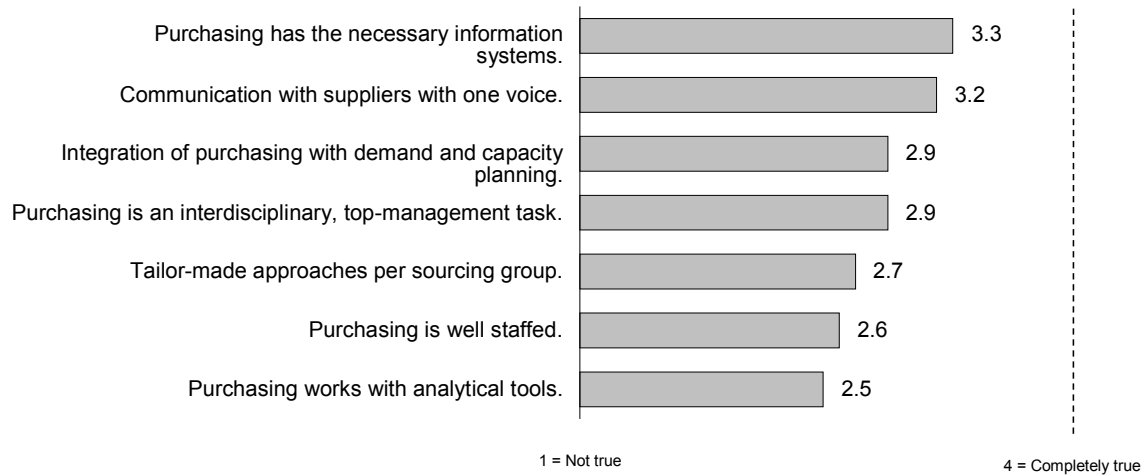 Purchasing has the necessary information
systems.
3.3
Communication with suppliers with one voice.
3.2
Integration of purchasing with demand and capacity
planning.
2.9
Purchasing is an interdisciplinary, top-management task.
2.9
Tailor-made approaches per sourcing group.
2.7
Purchasing is well staffed.
2.6
Purchasing works with analytical tools.
2.5
1 = Not true
4 = Completely true